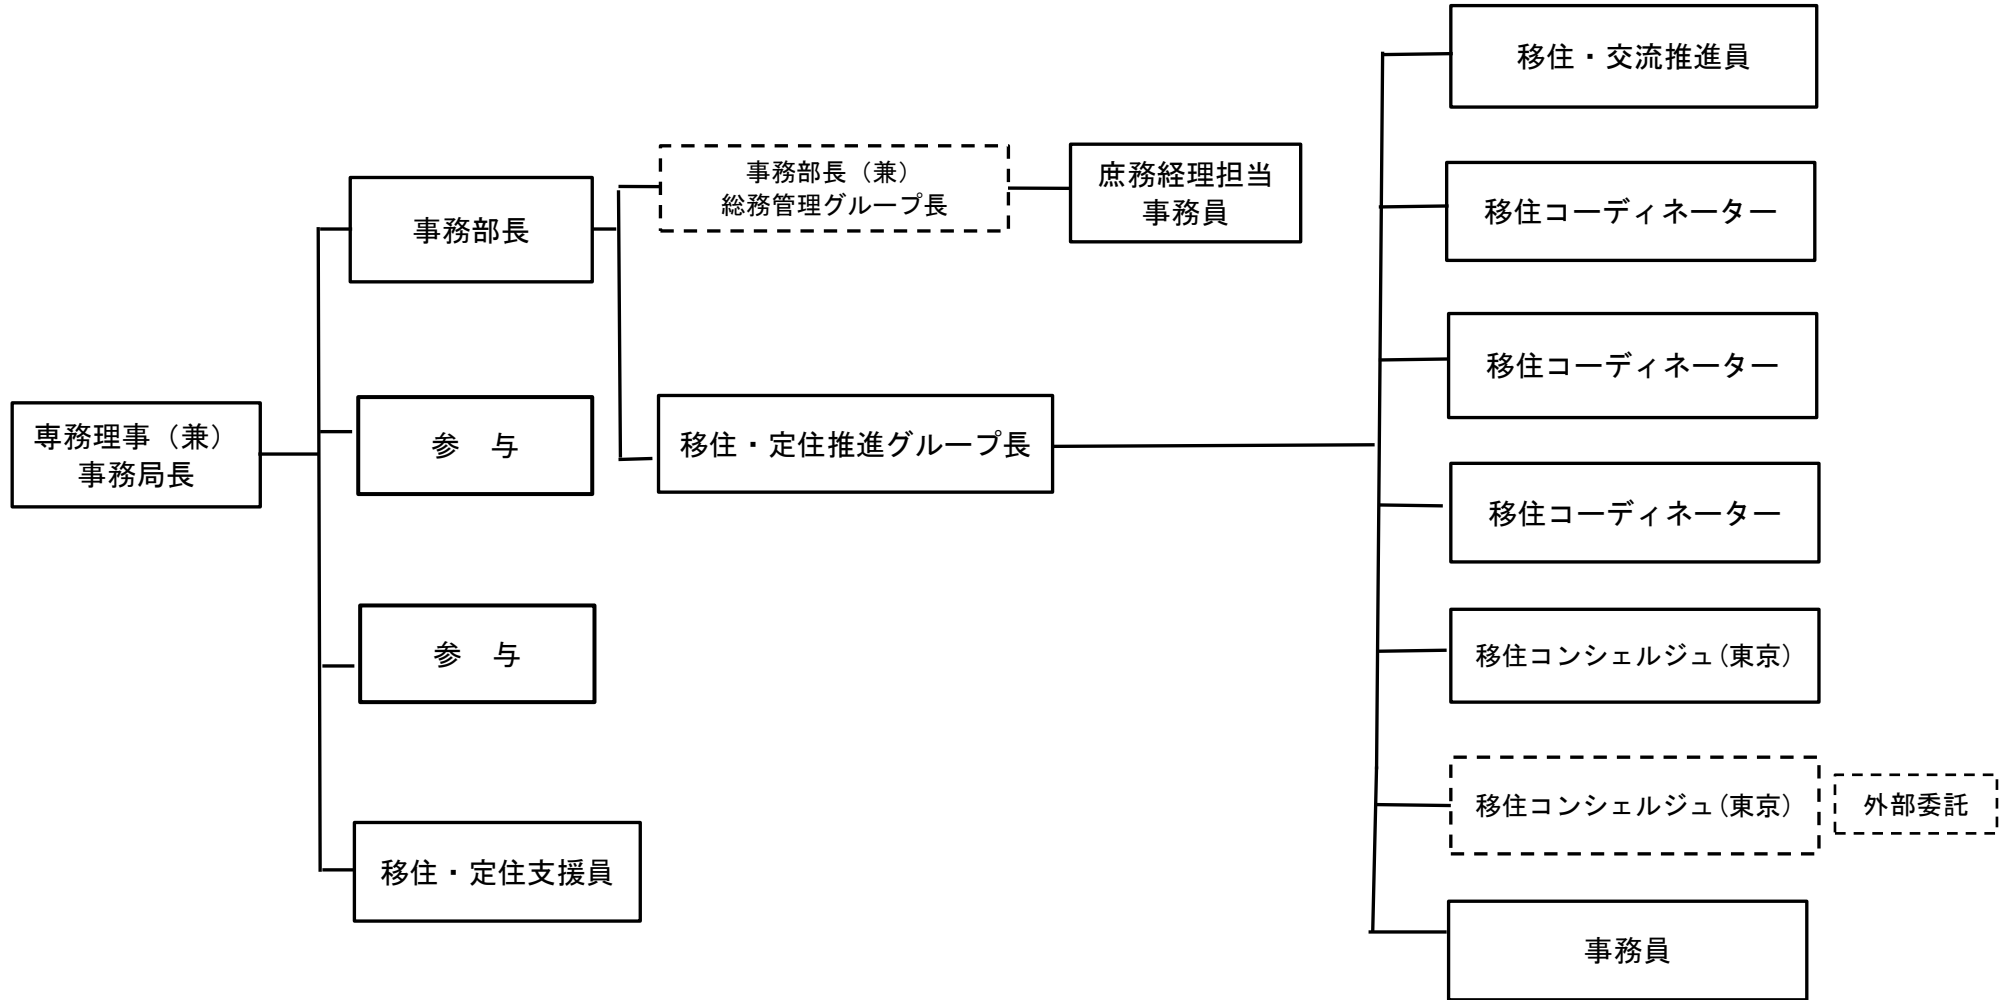 専務理事（兼）
事務局長
事務部長
参　与
参　与
移住・定住支援員
事務部長（兼）
総務管理グループ長
移住・定住推進グループ長
庶務経理担当
事務員
移住・交流推進員
移住コーディネーター
移住コーディネーター
移住コーディネーター
移住コンシェルジュ(東京)
移住コンシェルジュ(東京)
外部委託
事務員